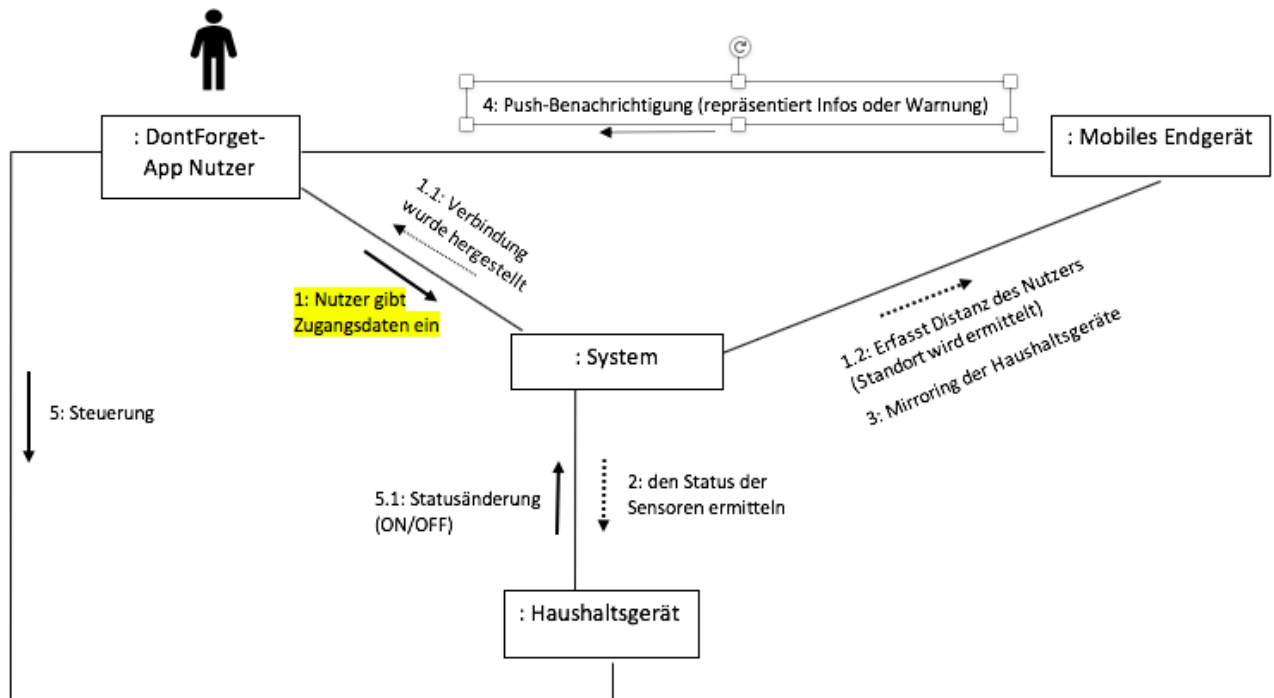 4: Push-Benachrichtigung (repräsentiert Infos oder Warnung)
: DontForget-
App Nutzer
: Mobiles Endgerät
1.1: Verbindung
wurde hergestellt
1: Nutzer gibt
Zugangsdaten ein
: System
1.2: Erfasst Distanz des Nutzers
(Standort wird ermittelt)
3: Mirroring der Haushaltsgeräte
5: Steuerung
5.1: Statusänderung
(ON/OFF)
2: den Status der
Sensoren ermitteln
: Haushaltsgerät